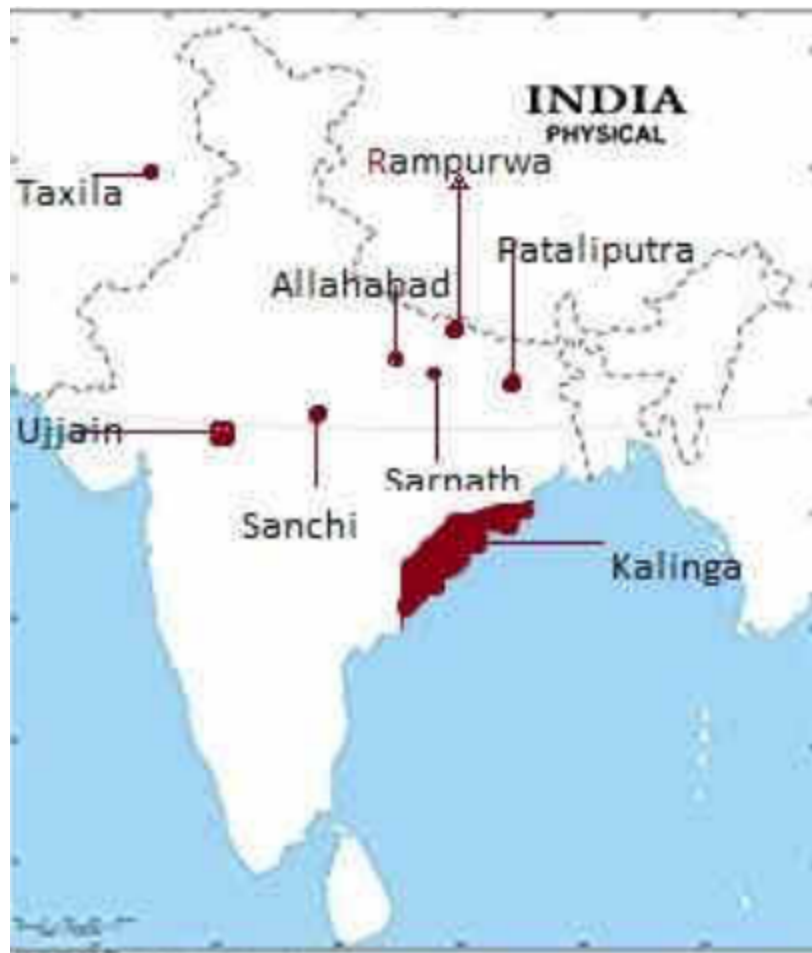 INDIA
PHYSICAL
Rampurwa
Taxila
Pataliputra
Allahabad
Ujjain
Sarnath
Sanchi
Kalinga